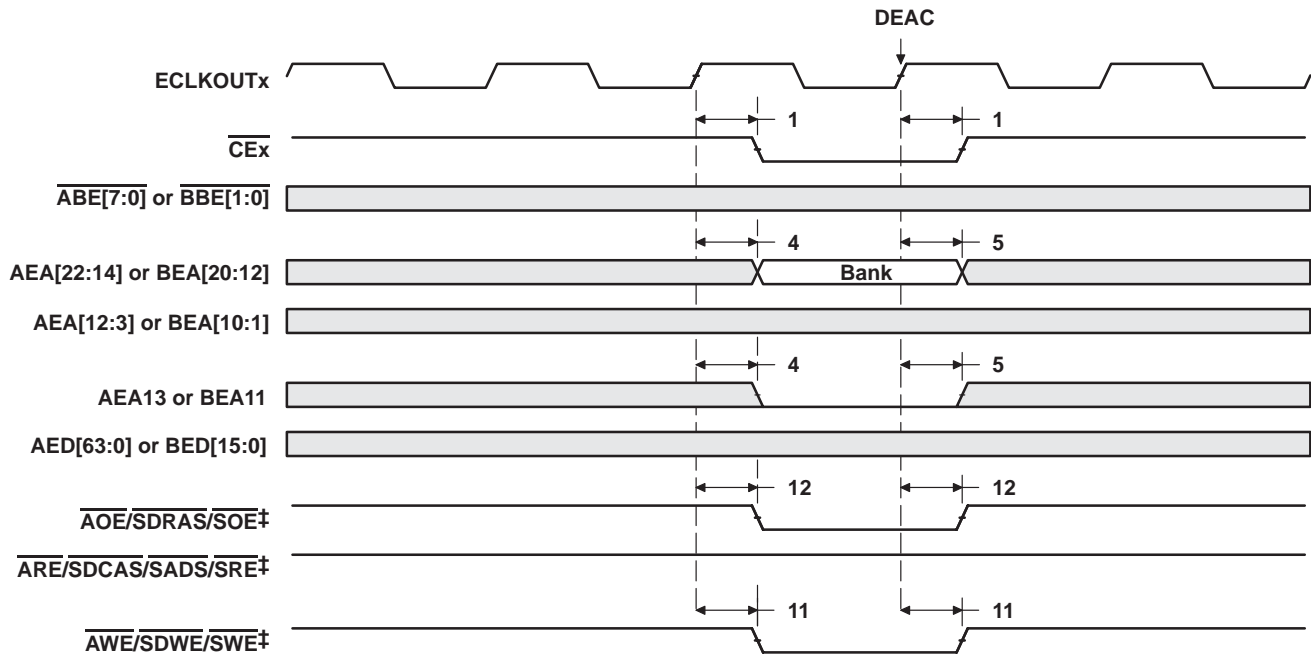 DEAC
ECLKOUTx
1 1
CEx
ABE[7:0] or BBE[1:0]
4 5
AEA[22:14] or BEA[20:12] Bank
AEA[12:3] or BEA[10:1]
4 5
AEA13 or BEA11
AED[63:0] or BED[15:0]
12 12
AOE/SDRAS/SOE‡
ARE/SDCAS/SADS/SRE‡
11 11
AWE/SDWE/SWE‡